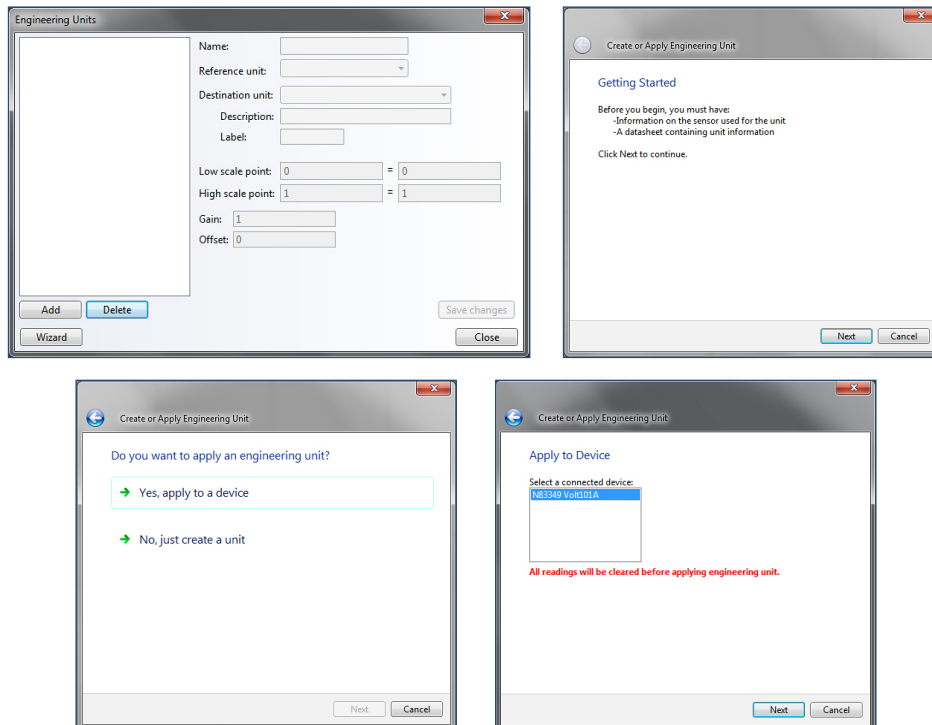 Engineering Units
Name:
Reference unit:
Destination unit:
Description:
Label:
Low scale point: 0 = 0
High scale point: 1 = 1
Gain: 1
Offset: 0
Add Delete Save changes
Wizard Close
Create or Apply Engineering Unit
Getting Started
Before you begin, you must have:
-Information on the sensor used for the unit
-A datasheet containing unit information
Click Next to continue.
Next Cancel
Create or Apply Engineering Unit
Do you want to apply an engineering unit?
Yes, apply to a device
No, just create a unit
Next Cancel
Create or Apply Engineering Unit
Apply to Device
Select a connected device:
N83349 Volt101A
All readings will be cleared before applying engineering unit.
Next Cancel